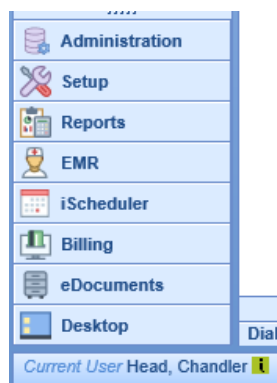 Administration
Setup
Reports
EMR
iScheduler
Billing
eDocuments
Desktop
Dial
Current User Head, Chandler i